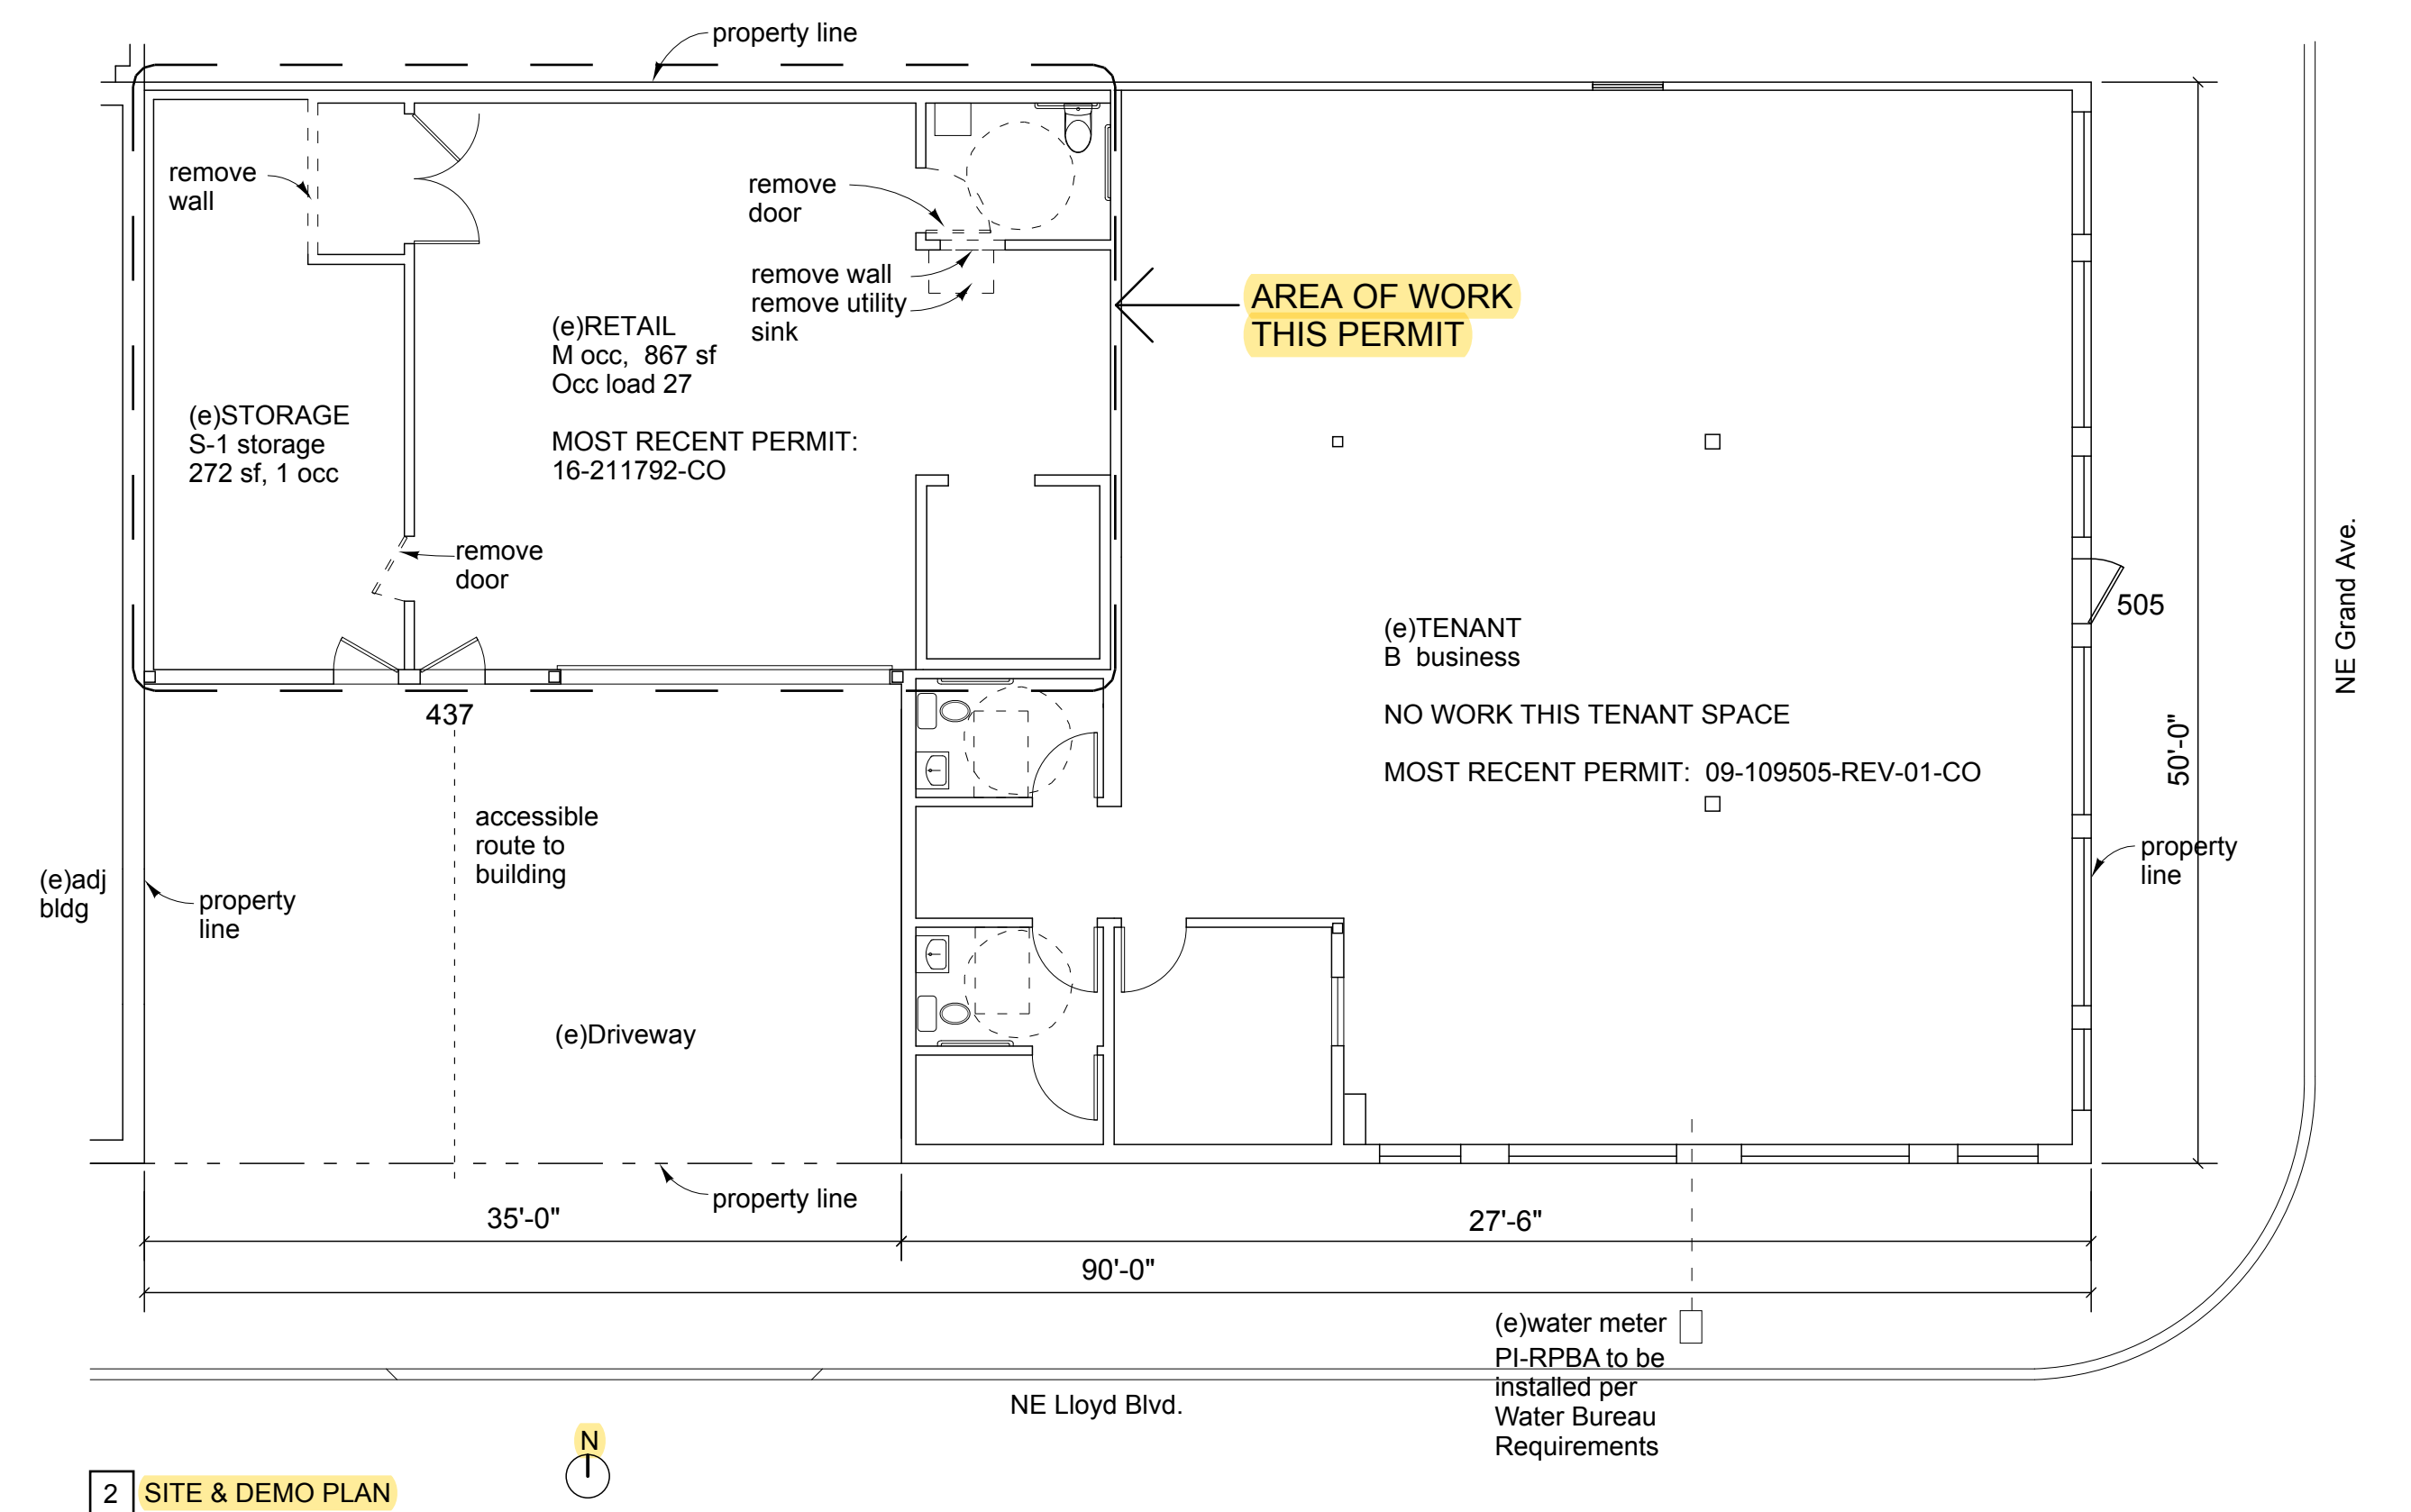 property line
remove
wall
remove
door
remove wall
remove utility
sink
AREA OF WORK
THIS PERMIT
(e)RETAIL
M occ,  867 sf
Occ load 27
MOST RECENT PERMIT:
16-211792-CO
(e)STORAGE
S-1 storage
272 sf, 1 occ
remove
door
437
(e)TENANT
B  business
NO WORK THIS TENANT SPACE
MOST RECENT PERMIT:  09-109505-REV-01-CO
505
NE Grand Ave.
50'-0"
property
line
accessible
route to
building
(e)adj
bldg
property
line
(e)Driveway
property line
35'-0"
27'-6"
90'-0"
(e)water meter
PI-RPBA to be
installed per
Water Bureau
Requirements
NE Lloyd Blvd.
N
2 SITE & DEMO PLAN